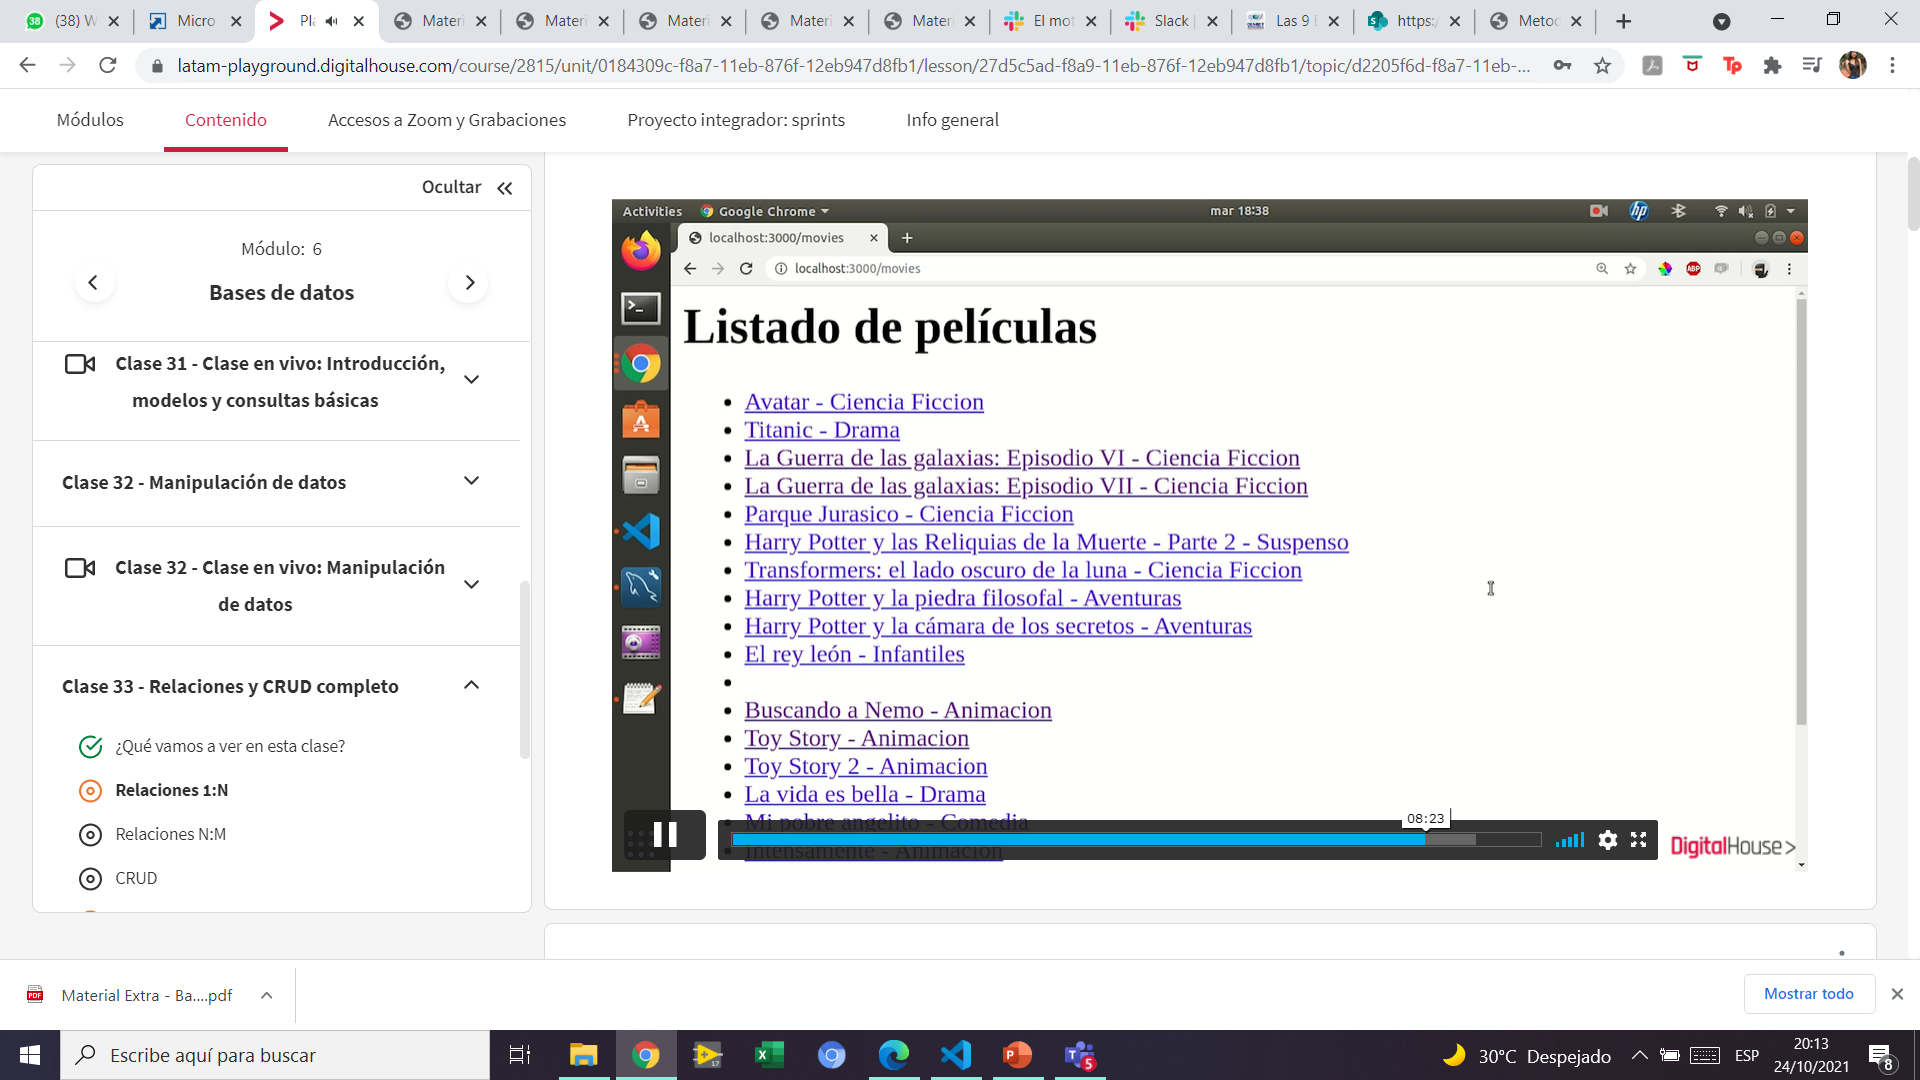 (38) W
Micro
Pla
Materi
Materi
Materi
Materi
Materi
El mot
Slack |
Las 9 E
https:/
Metod
latam-playground.digitalhouse.com/course/2815/unit/0184309c-f8a7-11eb-876f-12eb947d8fb1/lesson/27d5c5ad-f8a9-11eb-876f-12eb947d8fb1/topic/d2205f6d-f8a7-11eb-...
Módulos
Contenido
Accesos a Zoom y Grabaciones
Proyecto integrador: sprints
Info general
Ocultar
Módulo: 6
Bases de datos
Clase 31 - Clase en vivo: Introducción,
modelos y consultas básicas
Clase 32 - Manipulación de datos
Clase 32 - Clase en vivo: Manipulación
de datos
Clase 33 - Relaciones y CRUD completo
¿Qué vamos a ver en esta clase?
Relaciones 1:N
Relaciones N:M
CRUD
Activities
Google Chrome
mar 18:38
localhost:3000/movies
localhost:3000/movies
Listado de películas
Avatar - Ciencia Ficcion
Titanic - Drama
La Guerra de las galaxias: Episodio VI - Ciencia Ficcion
La Guerra de las galaxias: Episodio VII - Ciencia Ficcion
Parque Jurasico - Ciencia Ficcion
Harry Potter y las Reliquias de la Muerte - Parte 2 - Suspenso
Transformers: el lado oscuro de la luna - Ciencia Ficcion
Harry Potter y la piedra filosofal - Aventuras
Harry Potter y la cámara de los secretos - Aventuras
El rey león - Infantiles
Buscando a Nemo - Animacion
Toy Story - Animacion
Toy Story 2 - Animacion
La vida es bella - Drama
Mi pobre angelito - Comedia
Intensamente - Animacion
08:23
DigitalHouse>
Material Extra - Ba....pdf
Mostrar todo
Escribe aquí para buscar
30°C Despejado
ESP
20:13
24/10/2021
8